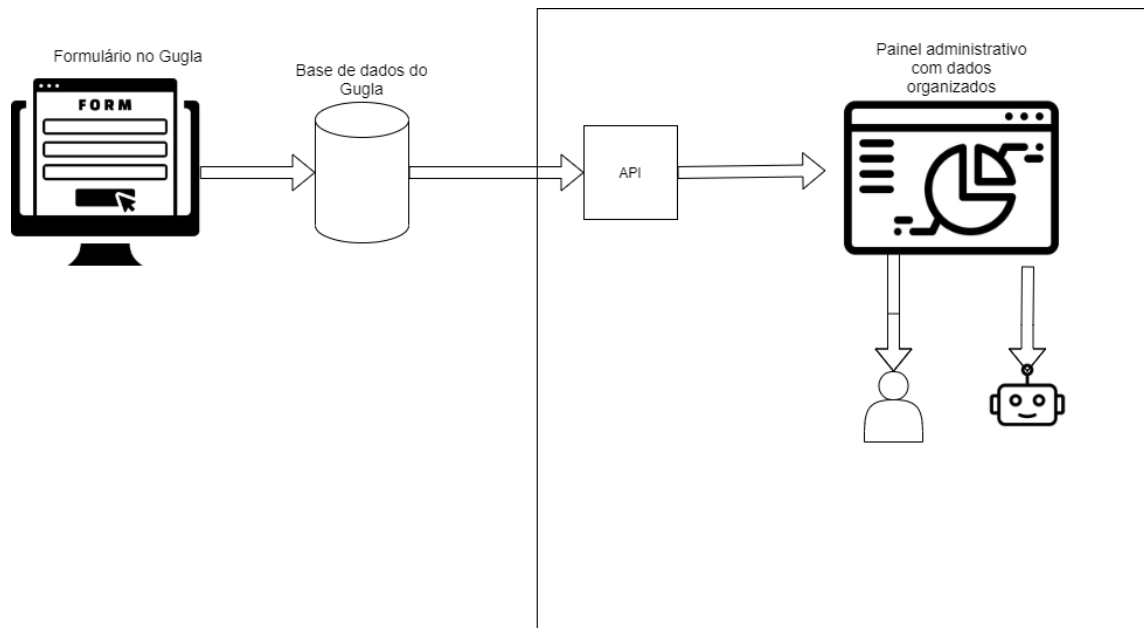 Formulário no Gugla
FORM
Base de dados do
Gugla
API
Painel administrativo
com dados
organizados